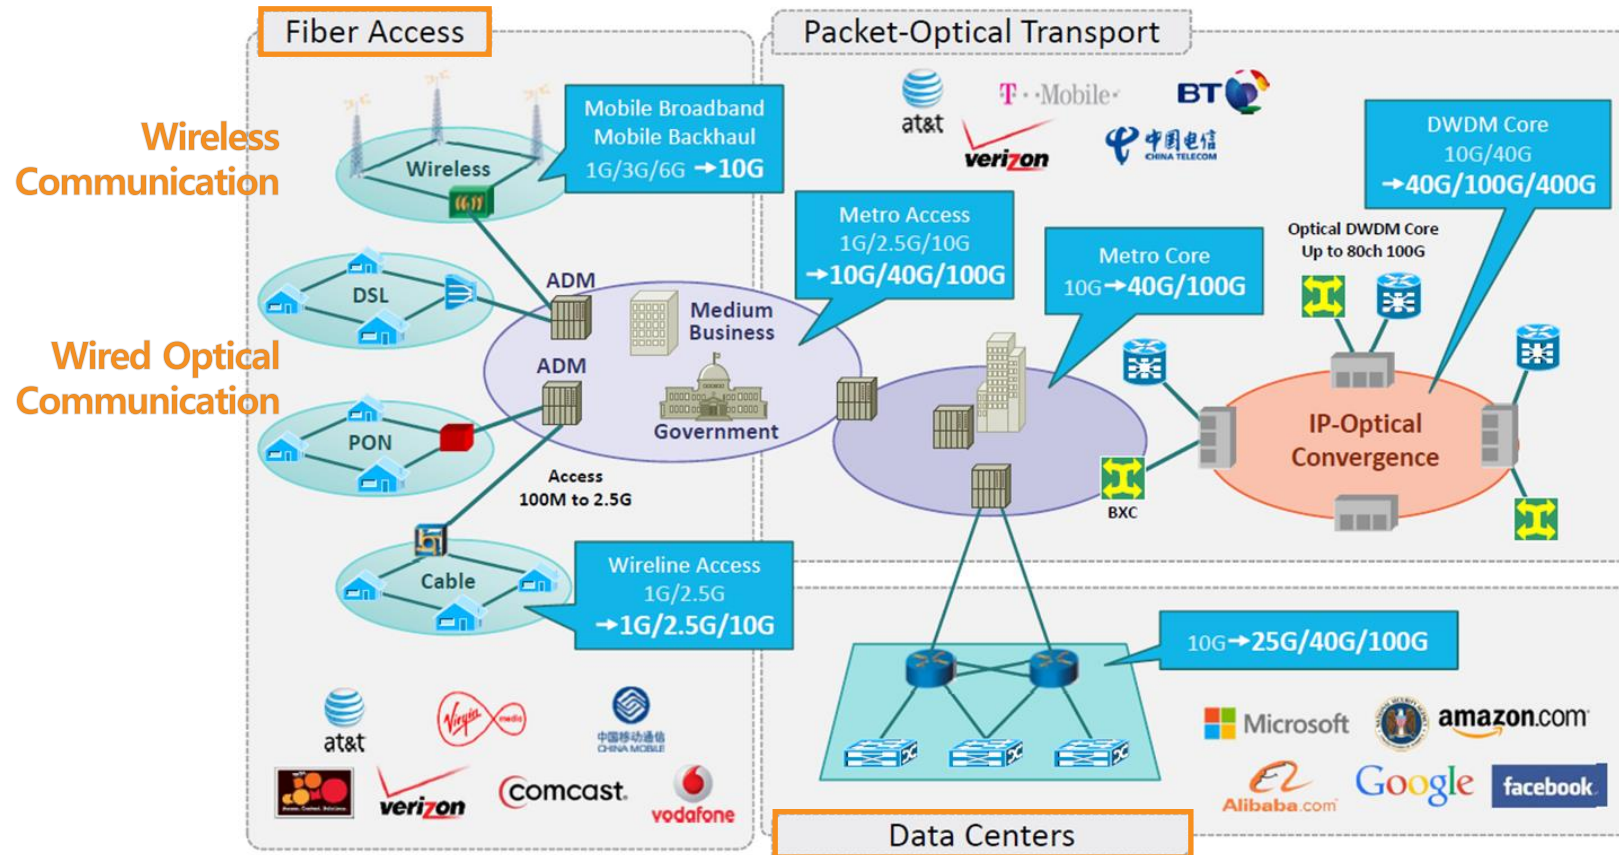 Fiber Access
Packet-Optical Transport
Wireless
Communication
Wired Optical
Communication
Mobile Broadband
Mobile Backhaul
1G/3G/6G →10G
Wireless
DSL
PON
Cable
ADM
ADM
Medium
Business
Government
Access
100M to 2.5G
Wireline Access
1G/2.5G
→1G/2.5G/10G
Metro Access
1G/2.5G/10G
→10G/40G/100G
at&t
T··Mobile·
BT
verizon
中国电信
CHINA TELECOM
Metro Core
10G→40G/100G
DWDM Core
10G/40G
→40G/100G/400G
Optical DWDM Core
Up to 80ch 100G
IP-Optical
Convergence
BXC
10G→25G/40G/100G
at&t
Virgin media
中国移动通信
CHINA MOBILE
verizon
comcast.
vodafone
Microsoft
amazon.com
Alibaba.com
Google
facebook
Data Centers